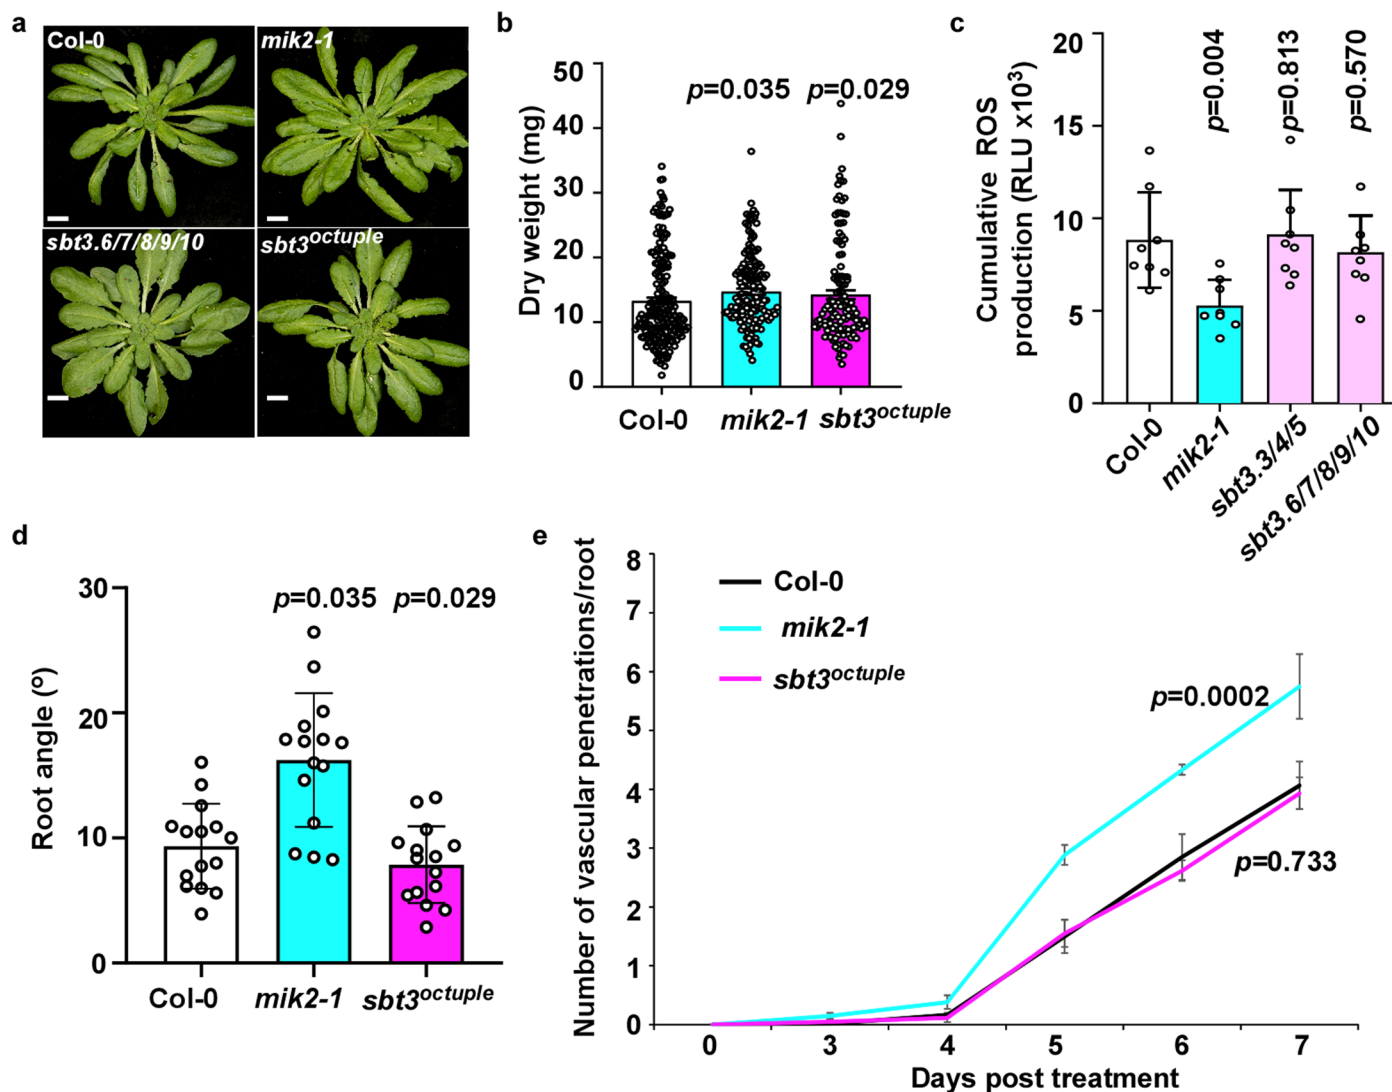 a
Col-0
mik2-1
sbt3.6/7/8/9/10
sbt3octuple
b
Dry weight (mg)
50
40
30
20
10
0
p=0.035
p=0.029
Col-0
mik2-1
sbt3octuple
c
Cumulative ROS
production (RLU x10³)
20
15
10
5
0
p=0.004
p=0.813
p=0.570
Col-0
mik2-1
sbt3.3/4/5
sbt3.6/7/8/9/10
d
Root angle (º)
30
20
10
0
p=0.035
p=0.029
Col-0
mik2-1
sbt3octuple
e
Number of vascular penetrations/root
8
7
6
5
4
3
2
1
0
Col-0
mik2-1
sbt3octuple
p=0.0002
p=0.733
0
3
4
5
6
7
Days post treatment